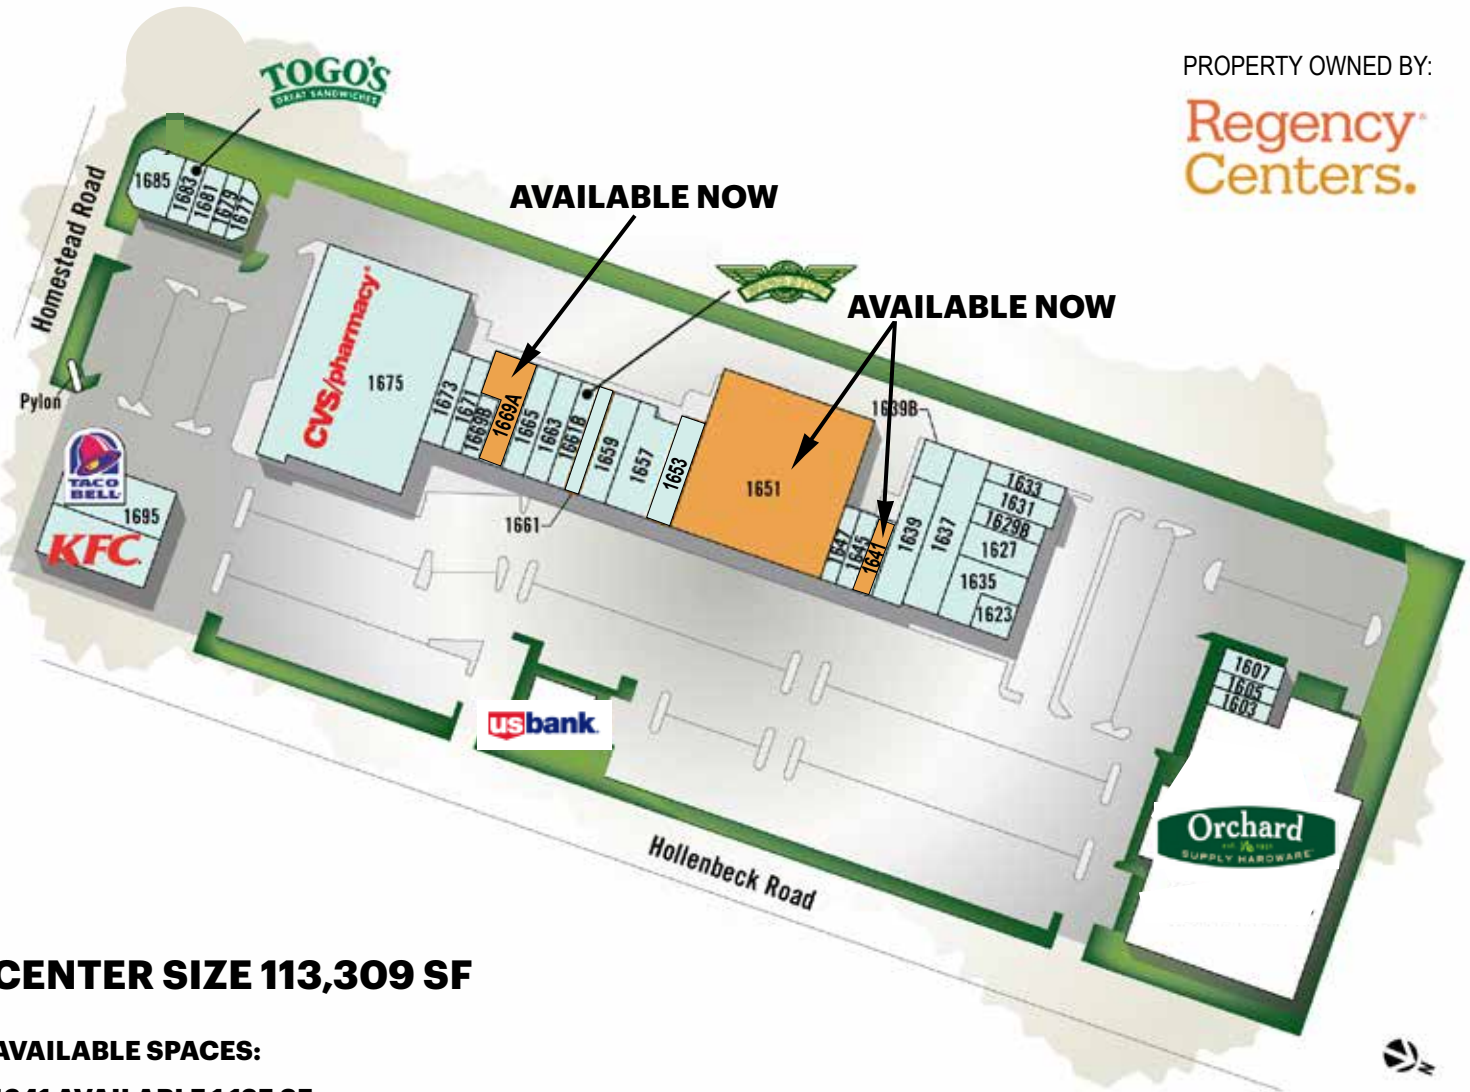 PROPERTY OWNED BY:
Regency
Centers.
TOGO'S
GREAT SANDWICHES
AVAILABLE NOW
AVAILABLE NOW
Homestead Road
Pylon
1685
1683
1681
1679
1677
CVS/pharmacy
1675
1673
1671
1669B
1669A
1665
1663
1661B
1661
1659
1657
1653
1651
1647
1645
1641
1639B
1639
1637
1633
1631
1629B
1627
1635
1623
TACO
BELL
1695
KFC
usbank.
1607
1605
1603
Orchard
SUPPLY HARDWARE
Hollenbeck Road
N
CENTER SIZE 113,309 SF
AVAILABLE SPACES: